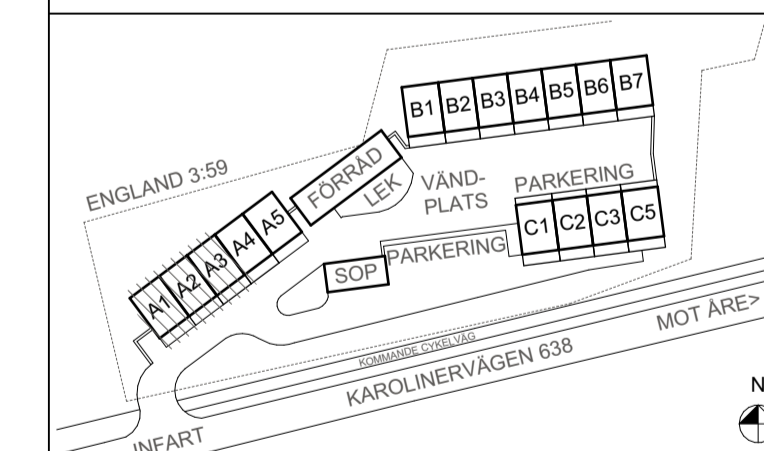 B1 B2 B3 B4 B5 B6 B7
ENGLAND 3:59
FÖRRÅD
LEK
VÄND-
PLATS
PARKERING
A1 A2 A3 A4 A5
C1 C2 C3 C5
PARKERING
SOP
KOMMANDE CYKELVÄG
KAROLINERVÄGEN 638
MOT ÅRE>
INFART
N